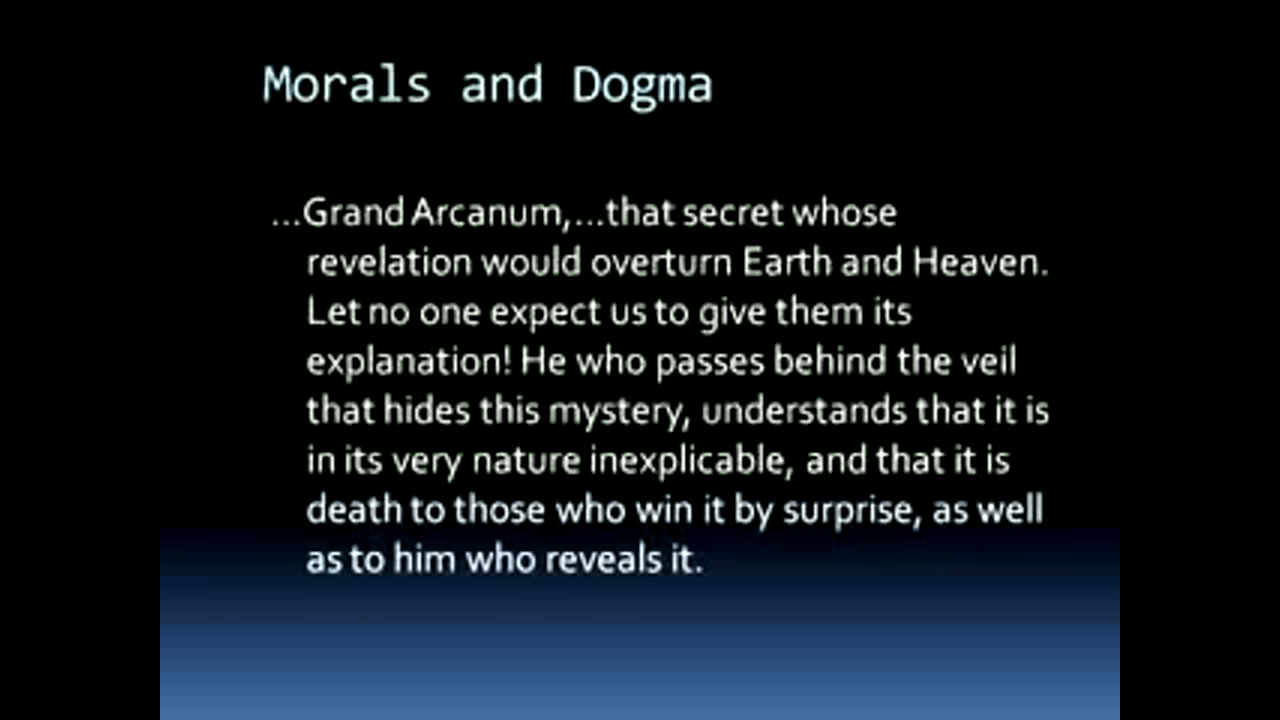 Morals and Dogma
...Grand Arcanum,...that secret whose
revelation would overturn Earth and Heaven.
Let no one expect us to give them its
explanation! He who passes behind the veil
that hides this mystery, understands that it is
in its very nature inexplicable, and that it is
death to those who win it by surprise, as well
as to him who reveals it.